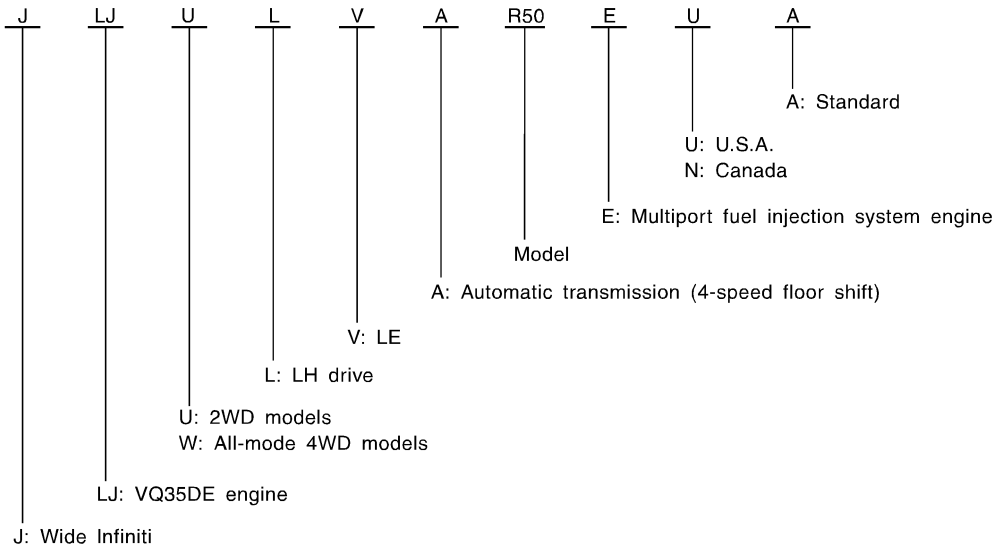 J LJ U L V A R50 E U A
A: Standard
U: U.S.A.
N: Canada
E: Multiport fuel injection system engine
Model
A: Automatic transmission (4-speed floor shift)
V: LE
L: LH drive
U: 2WD models
W: All-mode 4WD models
LJ: VQ35DE engine
J: Wide Infiniti